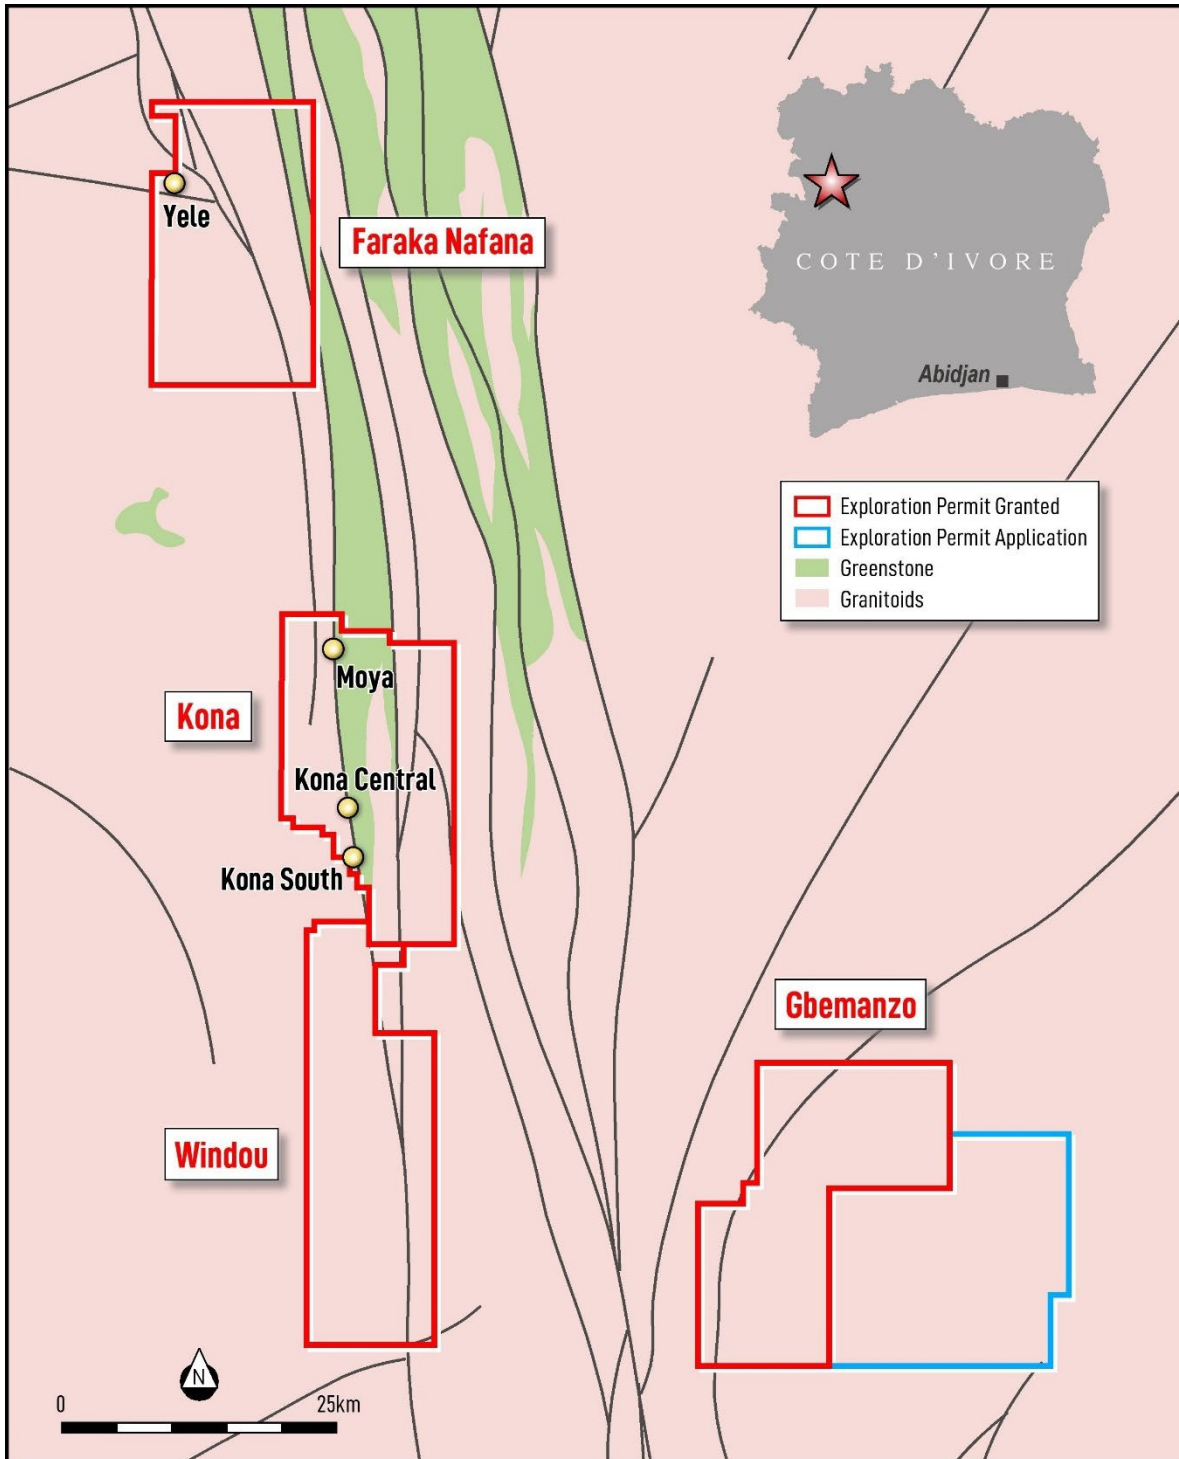 Yele
Faraka Nafana
COTE D'IVORE
Abidjan
Exploration Permit Granted
Exploration Permit Application
Greenstone
Granitoids
Moya
Kona
Kona Central
Kona South
Gbemanzo
Windou
N
0 25km